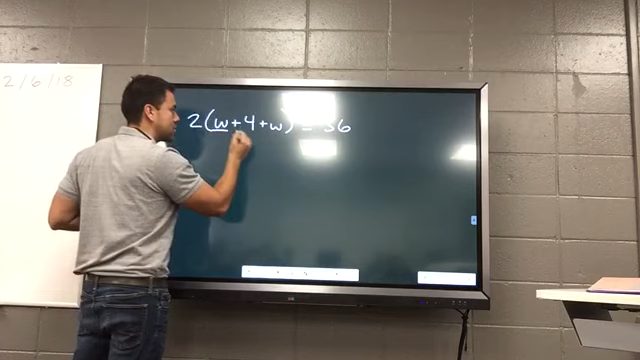 2/6/18
2(w+4+w) = 36